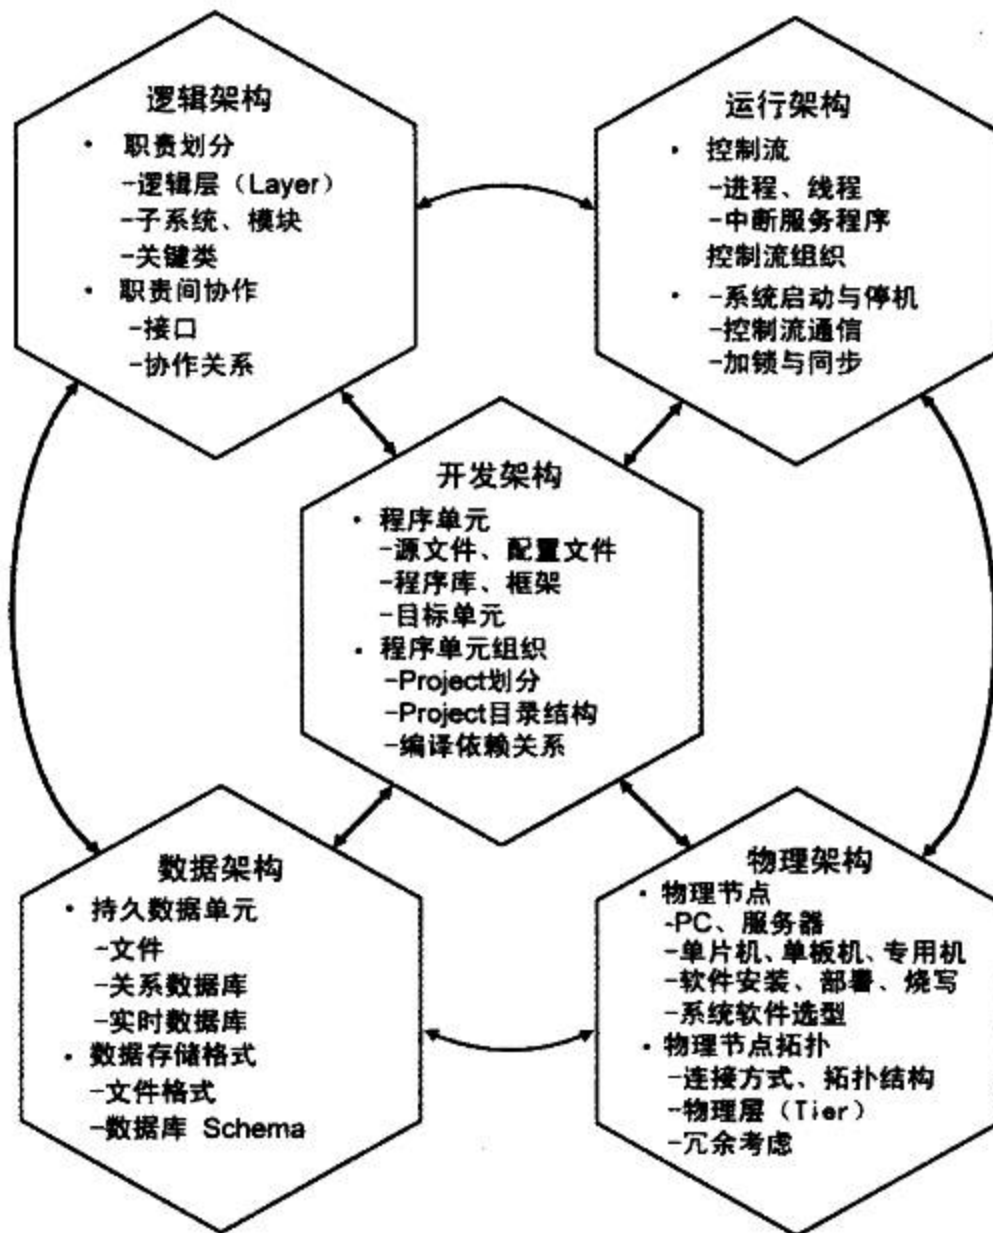 逻辑架构
· 职责划分
-逻辑层（Layer）
-子系统、模块
-关键类
· 职责间协作
-接口
-协作关系
运行架构
· 控制流
-进程、线程
-中断服务程序
控制流组织
· -系统启动与停机
-控制流通信
-加锁与同步
开发架构
· 程序单元
-源文件、配置文件
-程序库、框架
-目标单元
· 程序单元组织
-Project划分
-Project目录结构
-编译依赖关系
数据架构
· 持久数据单元
-文件
-关系数据库
-实时数据库
· 数据存储格式
-文件格式
-数据库 Schema
物理架构
· 物理节点
-PC、服务器
-单片机、单板机、专用机
-软件安装、部署、烧写
-系统软件选型
· 物理节点拓扑
-连接方式、拓扑结构
-物理层（Tier）
-冗余考虑